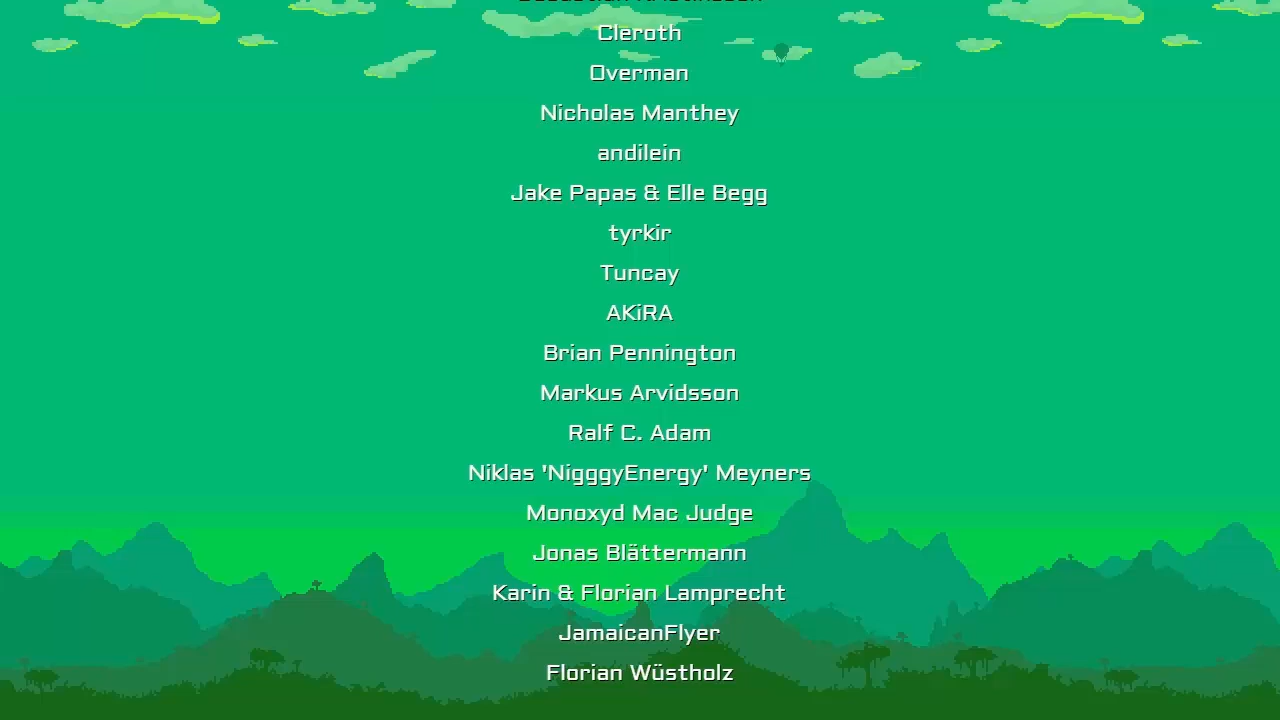 Cleroth
Overman
Nicholas Manthey
andilein
Jake Papas & Elle Begg
tyrkir
Tuncay
AKiRA
Brian Pennington
Markus Arvidsson
Ralf C. Adam
Niklas 'NigggyEnergy' Meyners
Monoxyd Mac Judge
Jonas Blättermann
Karin & Florian Lamprecht
JamaicanFlyer
Florian Wüstholz